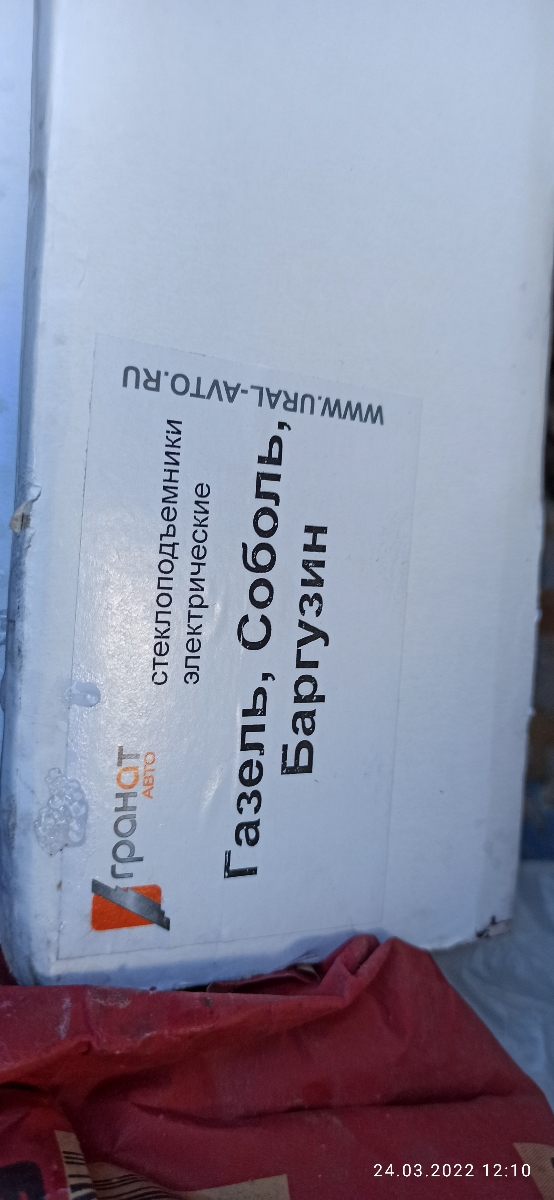 гранат
АВТО
стеклоподъемники
электрические
Газель, Соболь,
Баргузин
WWW.URAL-AVTO.RU
24.03.2022 12:10